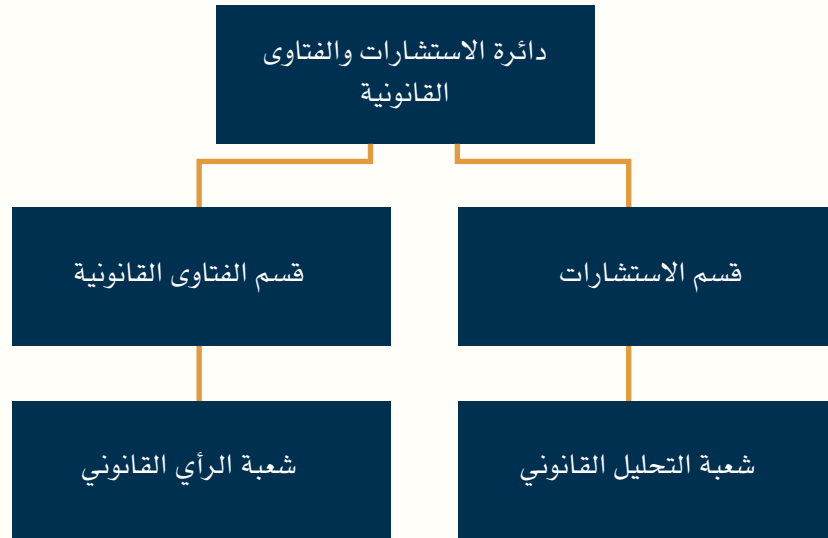 دائرة الاستشارات والفتاوى
القانونية
قسم الاستشارات
قسم الفتاوى القانونية
شعبة التحليل القانوني
شعبة الرأي القانوني